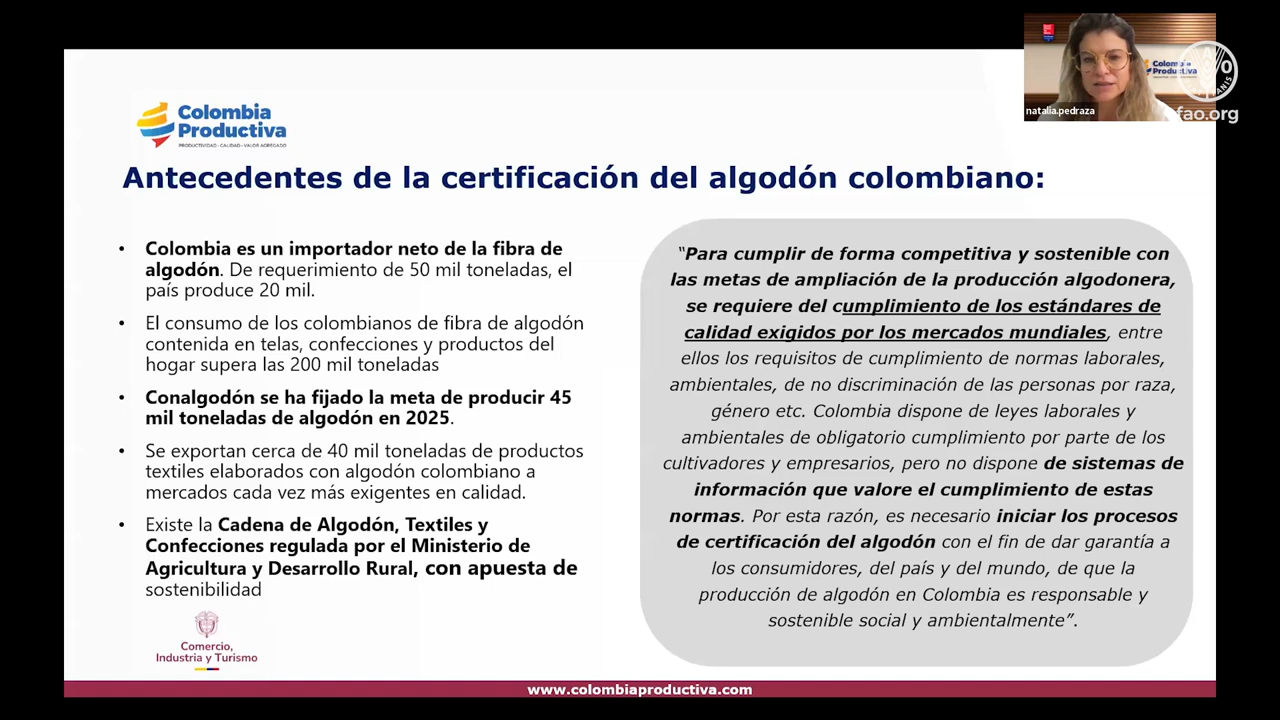 Colombia
Productiva
PRODUCTIVIDAD - CALIDAD - VALOR AGREGADO
natalia.pedraza
Colombia
Productiva
fao.org
Antecedentes de la certificación del algodón colombiano:
• Colombia es un importador neto de la fibra de
algodón. De requerimiento de 50 mil toneladas, el
país produce 20 mil.
• El consumo de los colombianos de fibra de algodón
contenida en telas, confecciones y productos del
hogar supera las 200 mil toneladas
• Conalgodón se ha fijado la meta de producir 45
mil toneladas de algodón en 2025.
• Se exportan cerca de 40 mil toneladas de productos
textiles elaborados con algodón colombiano a
mercados cada vez más exigentes en calidad.
• Existe la Cadena de Algodón, Textiles y
Confecciones regulada por el Ministerio de
Agricultura y Desarrollo Rural, con apuesta de
sostenibilidad
“Para cumplir de forma competitiva y sostenible con
las metas de ampliación de la producción algodonera,
se requiere del cumplimiento de los estándares de
calidad exigidos por los mercados mundiales, entre
ellos los requisitos de cumplimiento de normas laborales,
ambientales, de no discriminación de las personas por raza,
género etc. Colombia dispone de leyes laborales y
ambientales de obligatorio cumplimiento por parte de los
cultivadores y empresarios, pero no dispone de sistemas de
información que valore el cumplimiento de estas
normas. Por esta razón, es necesario iniciar los procesos
de certificación del algodón con el fin de dar garantía a
los consumidores, del país y del mundo, de que la
producción de algodón en Colombia es responsable y
sostenible social y ambientalmente”.
Comercio,
Industria y Turismo
www.colombiaproductiva.com